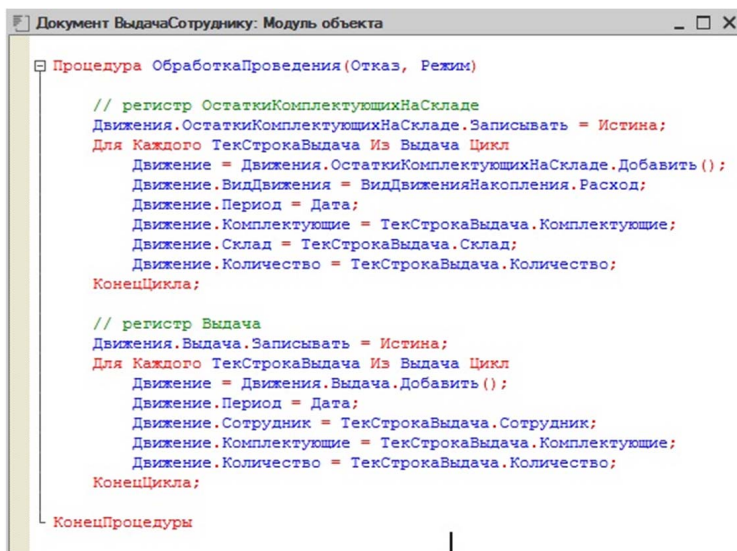 Документ ВыдачаСотруднику: Модуль объекта
Процедура ОбработкаПроведения(Отказ, Режим)
// регистр ОстаткиКомплектующихНаСкладе
Движения.ОстаткиКомплектующихНаСкладе.Записывать = Истина;
Для Каждого ТекСтрокаВыдача Из Выдача Цикл
Движение = Движения.ОстаткиКомплектующихНаСкладе.Добавить();
Движение.ВидДвижения = ВидДвиженияНакопления.Расход;
Движение.Период = Дата;
Движение.Комплектующие = ТекСтрокаВыдача.Комплектующие;
Движение.Склад = ТекСтрокаВыдача.Склад;
Движение.Количество = ТекСтрокаВыдача.Количество;
КонецЦикла;
// регистр Выдача
Движения.Выдача.Записывать = Истина;
Для Каждого ТекСтрокаВыдача Из Выдача Цикл
Движение = Движения.Выдача.Добавить();
Движение.Период = Дата;
Движение.Сотрудник = ТекСтрокаВыдача.Сотрудник;
Движение.Комплектующие = ТекСтрокаВыдача.Комплектующие;
Движение.Количество = ТекСтрокаВыдача.Количество;
КонецЦикла;
КонецПроцедуры